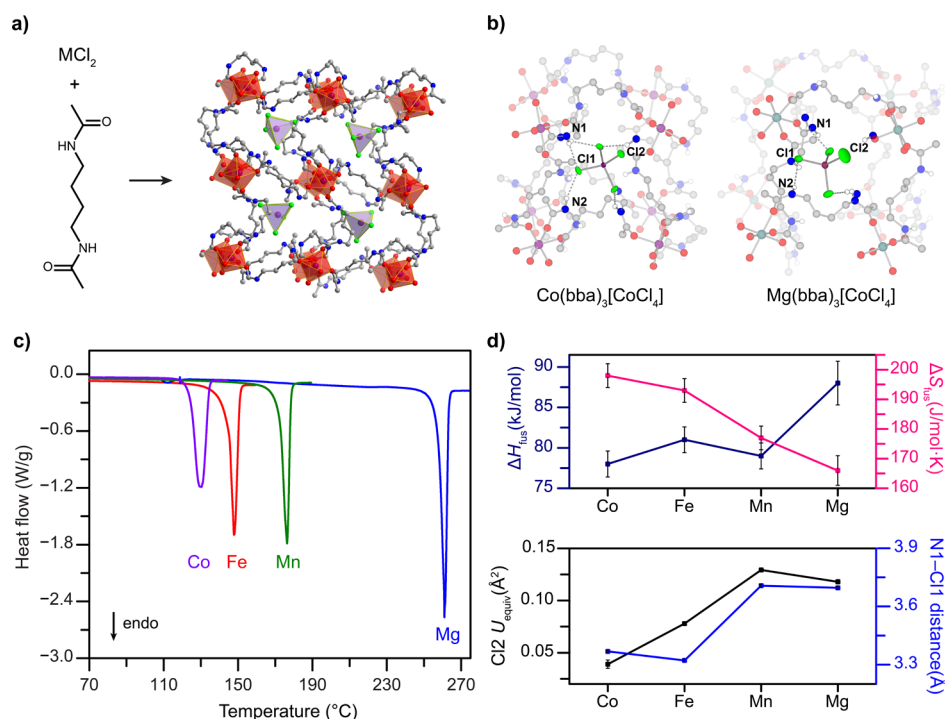 a)
MCl₂
+
O
HN
NH
O
b)
N1
Cl1
Cl2
N2
Co(bba)₃[CoCl₄]
N1
Cl1
Cl2
N2
Mg(bba)₃[CoCl₄]
c)
Heat flow (W/g)
0.0
−0.6
−1.2
−1.8
−2.4
−3.0
Co
Fe
Mn
Mg
endo
70
110
150
190
230
270
Temperature (°C)
d)
ΔH_fus(kJ/mol)
90
85
80
75
ΔS_fus(J/mol·K)
200
190
180
170
160
Co
Fe
Mn
Mg
Cl2 U_equiv(Å²)
0.15
0.10
0.05
N1–Cl1 distance(Å)
3.9
3.6
3.3
Co
Fe
Mn
Mg